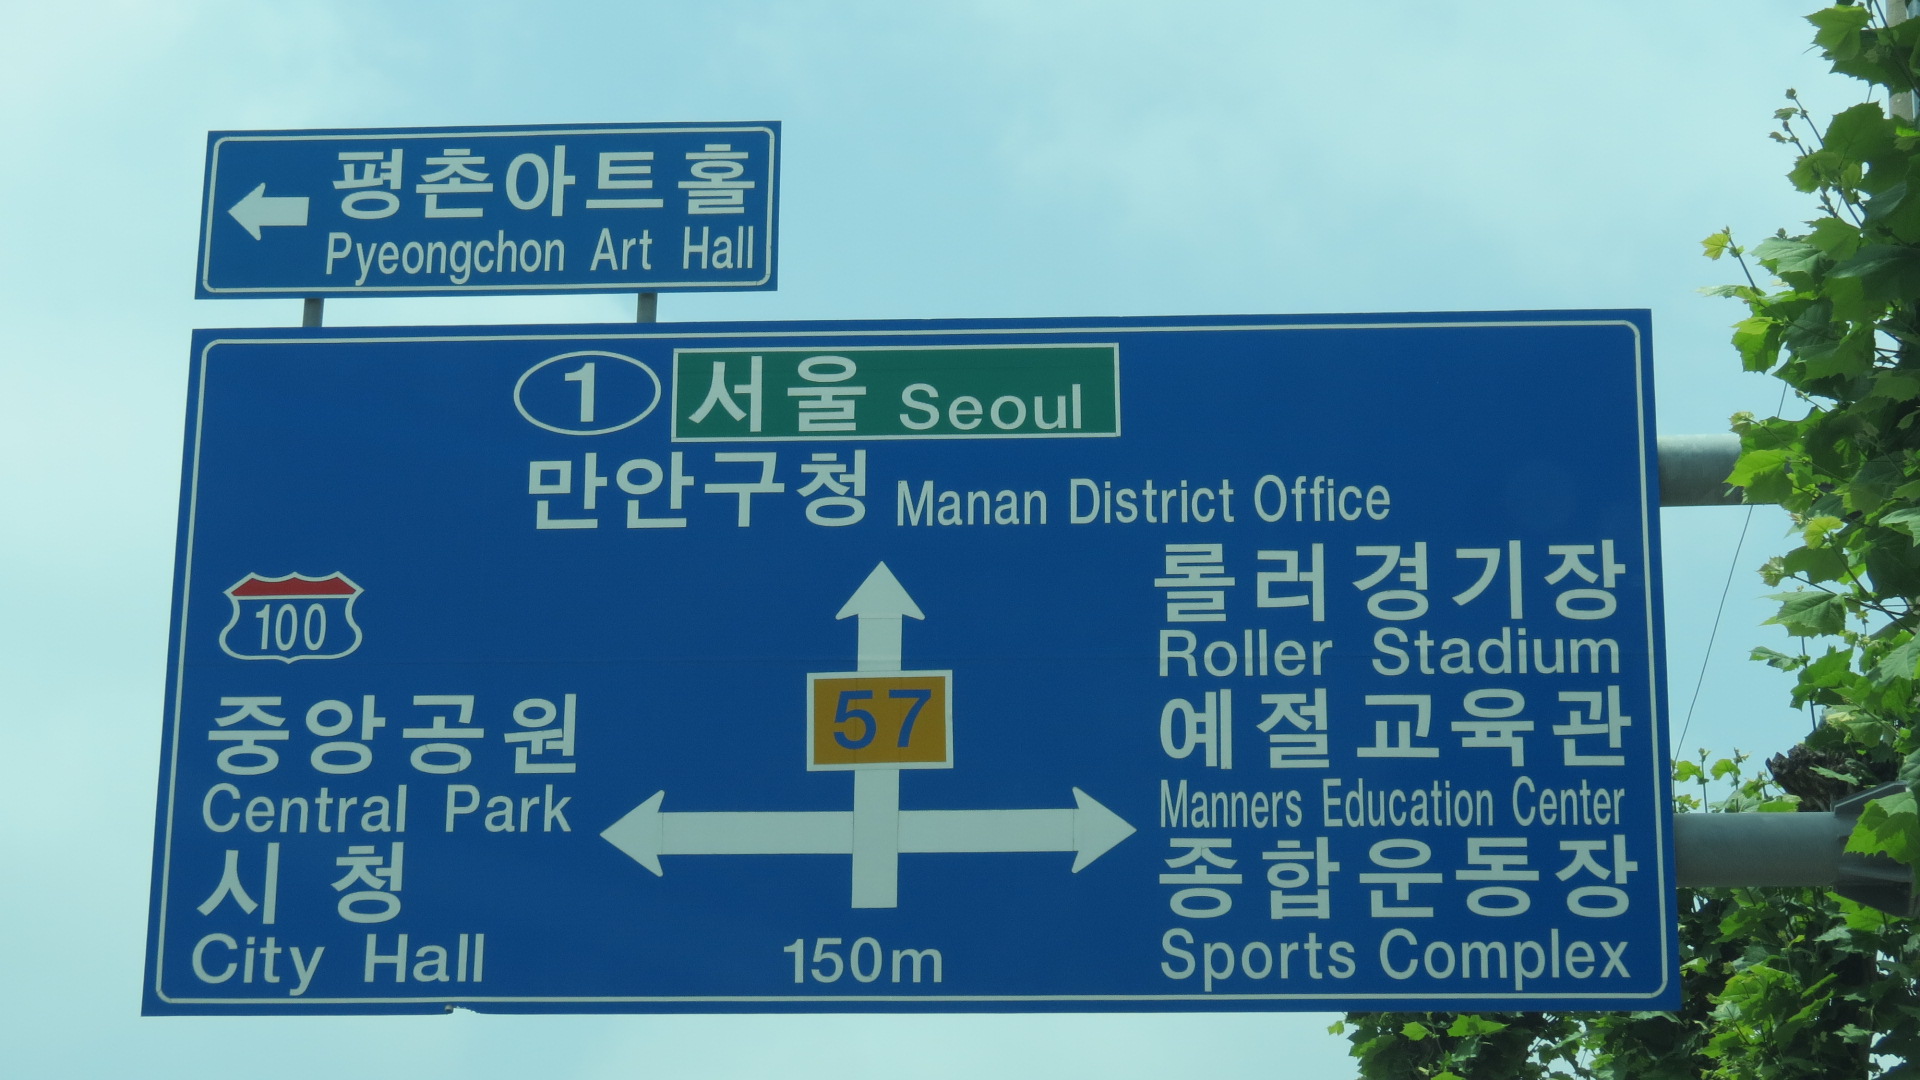 평촌아트홀
Pyeongchon Art Hall
1 서울 Seoul
만안구청 Manan District Office
100
중앙공원
Central Park
시청
City Hall
57
150m
롤러경기장
Roller Stadium
예절교육관
Manners Education Center
종합운동장
Sports Complex